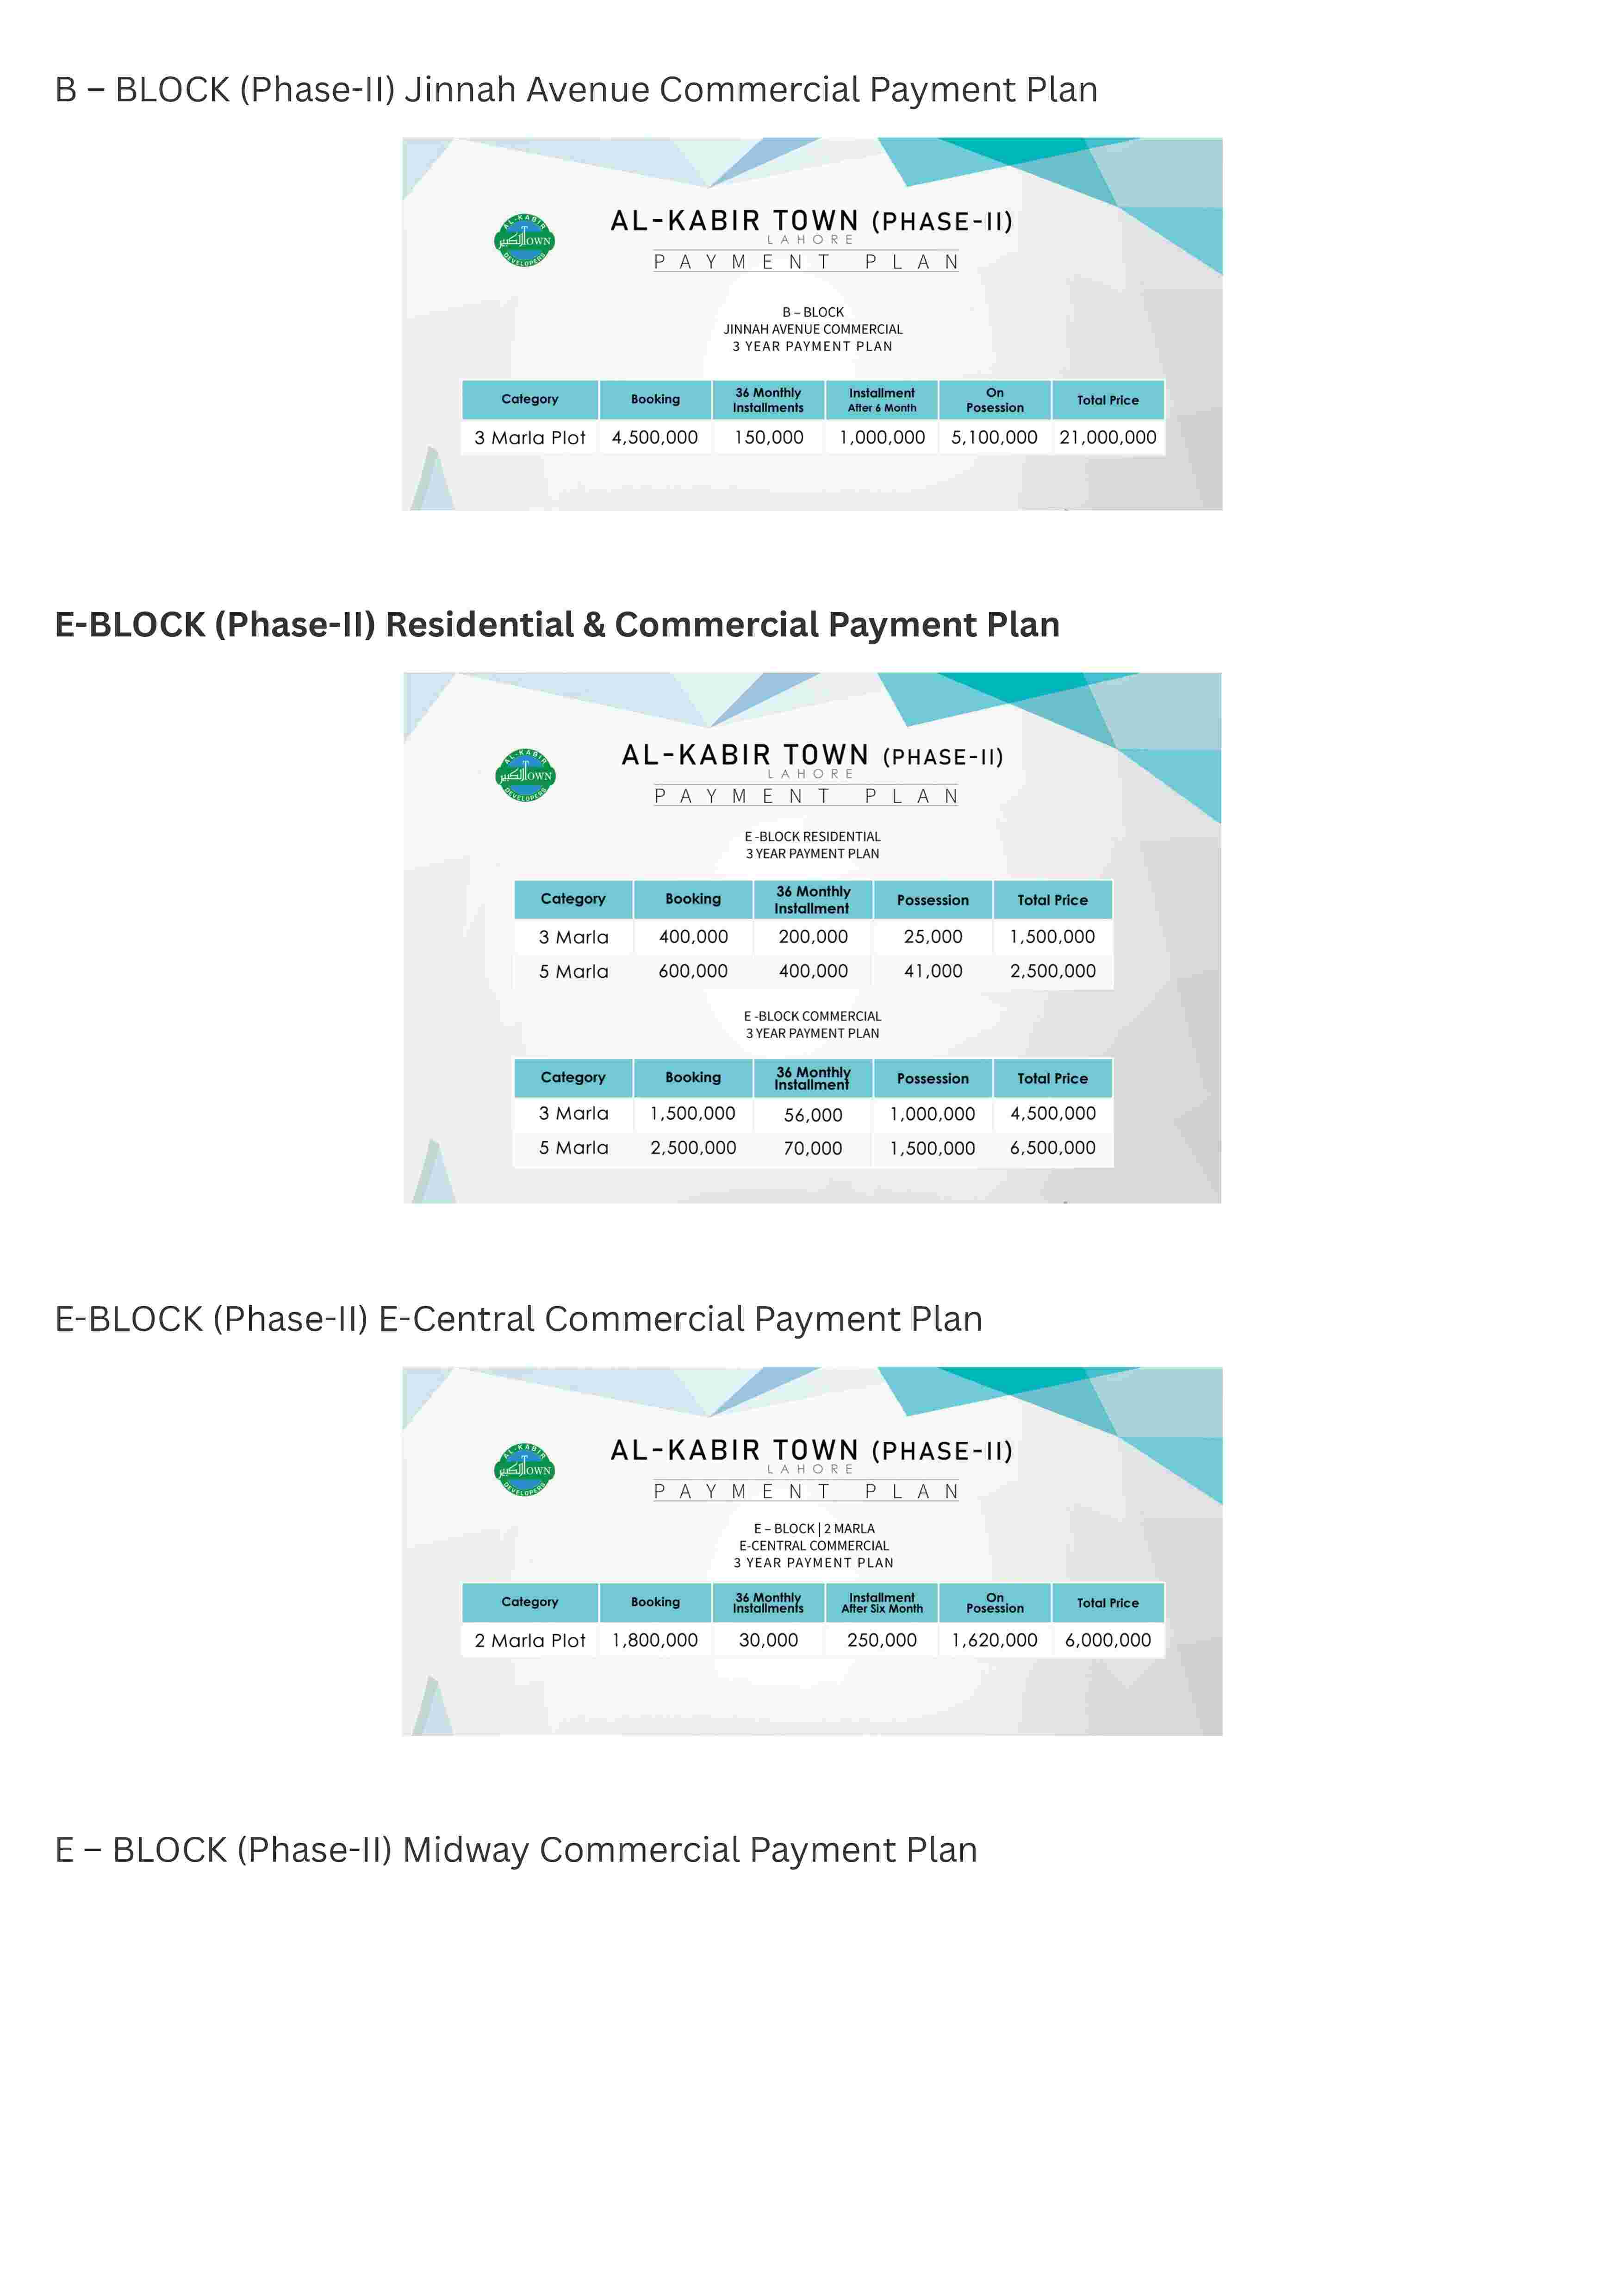 B – BLOCK (Phase-II) Jinnah Avenue Commercial Payment Plan
AL-KABIR
الكبير TOWN
DEVELOPERS
AL-KABIR TOWN (PHASE-II)
LAHORE
PAYMENT PLAN
B – BLOCK
JINNAH AVENUE COMMERCIAL
3 YEAR PAYMENT PLAN
Category Booking 36 Monthly Installments Installment After 6 Month On Posession Total Price
3 Marla Plot 4,500,000 150,000 1,000,000 5,100,000 21,000,000
E-BLOCK (Phase-II) Residential & Commercial Payment Plan
AL-KABIR
الكبير TOWN
DEVELOPERS
AL-KABIR TOWN (PHASE-II)
LAHORE
PAYMENT PLAN
E -BLOCK RESIDENTIAL
3 YEAR PAYMENT PLAN
Category Booking 36 Monthly Installment Possession Total Price
3 Marla 400,000 200,000 25,000 1,500,000
5 Marla 600,000 400,000 41,000 2,500,000
E -BLOCK COMMERCIAL
3 YEAR PAYMENT PLAN
Category Booking 36 Monthly Installment Possession Total Price
3 Marla 1,500,000 56,000 1,000,000 4,500,000
5 Marla 2,500,000 70,000 1,500,000 6,500,000
E-BLOCK (Phase-II) E-Central Commercial Payment Plan
AL-KABIR
الكبير TOWN
DEVELOPERS
AL-KABIR TOWN (PHASE-II)
LAHORE
PAYMENT PLAN
E – BLOCK | 2 MARLA
E-CENTRAL COMMERCIAL
3 YEAR PAYMENT PLAN
Category Booking 36 Monthly Installments Installment After Six Month On Posession Total Price
2 Marla Plot 1,800,000 30,000 250,000 1,620,000 6,000,000
E – BLOCK (Phase-II) Midway Commercial Payment Plan